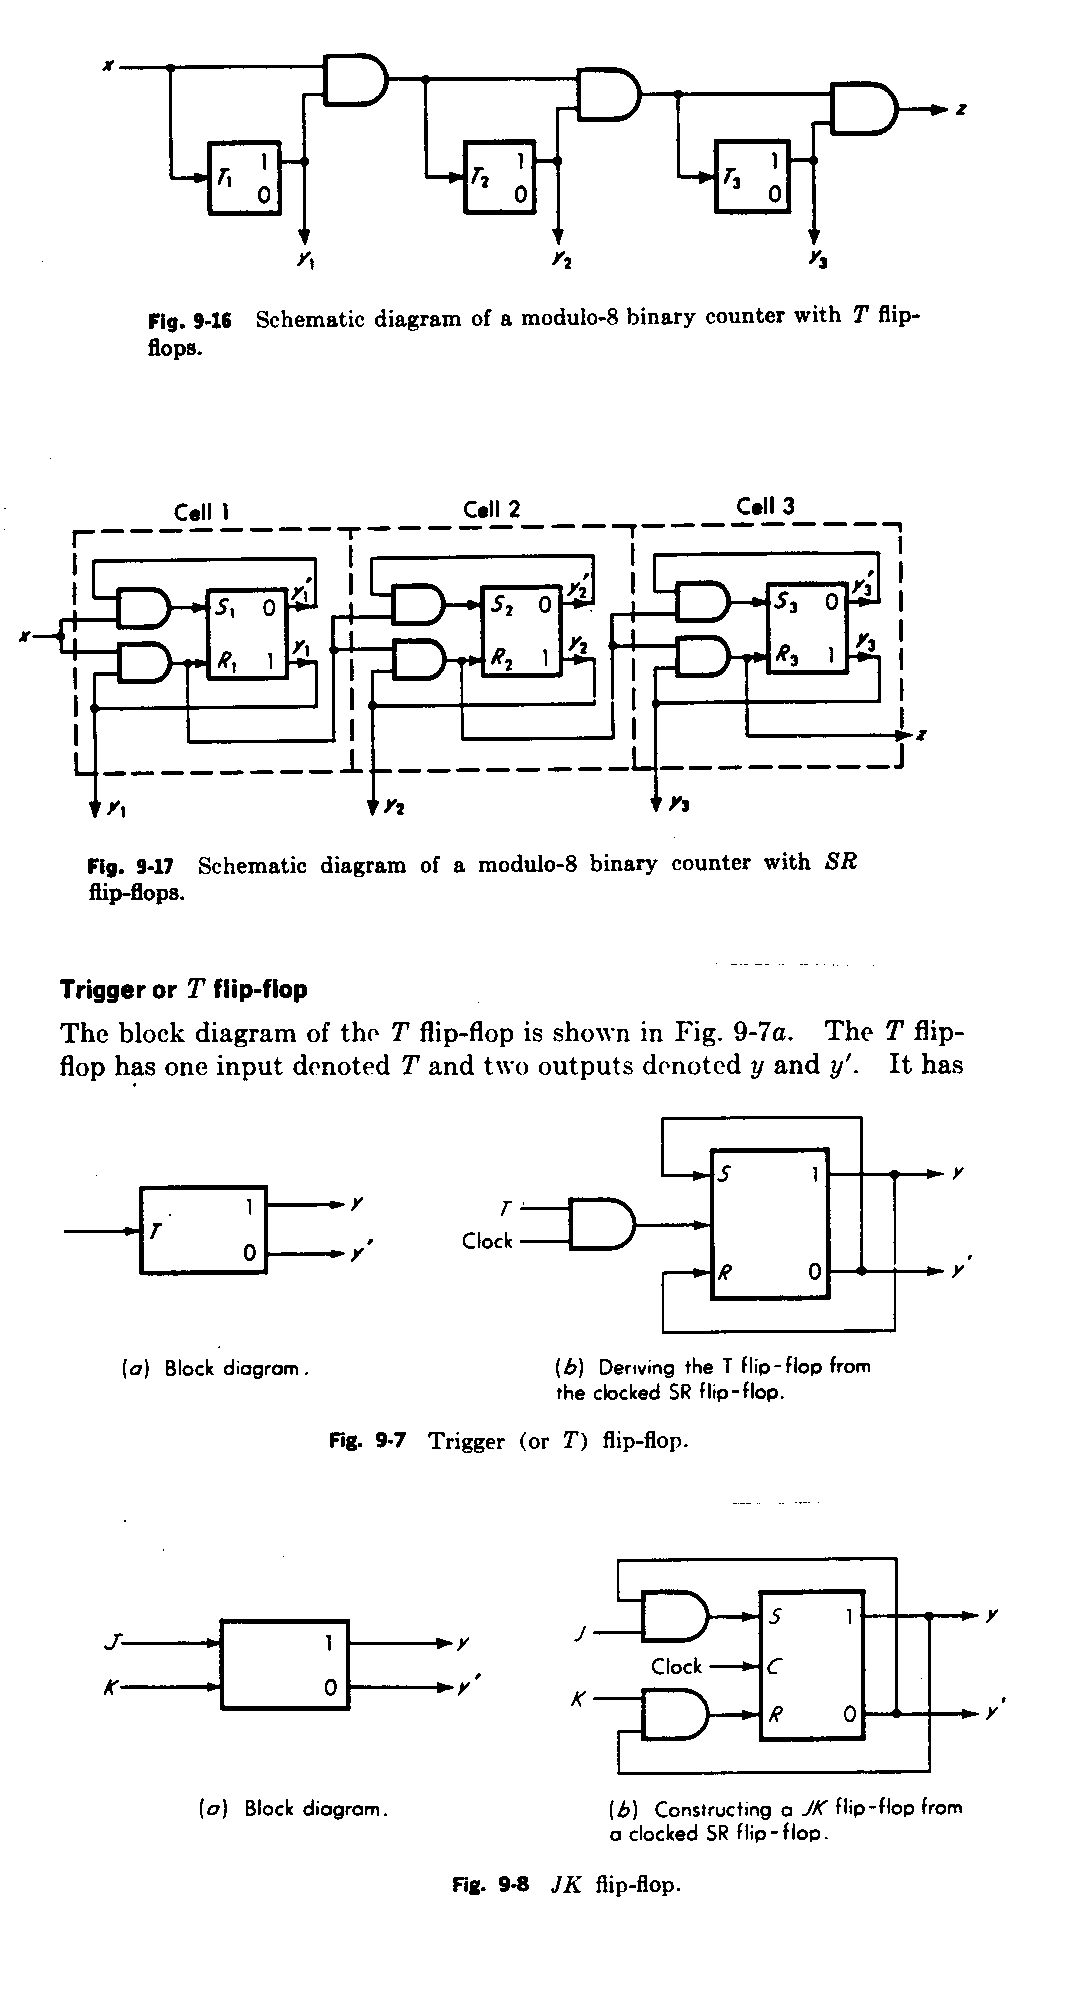 x
z
T1 1 0
T2 1 0
T3 1 0
y1
y2
y3
Fig. 9-16 Schematic diagram of a modulo-8 binary counter with T flip-
flops.
Cell 1
Cell 2
Cell 3
S1 0 y1'
S2 0 y2'
S3 0 y3'
x
R1 1 y1
R2 1 y2
R3 1 y3
z
y1
y2
y3
Fig. 9-17 Schematic diagram of a modulo-8 binary counter with SR
flip-flops.
Trigger or T flip-flop
The block diagram of the T flip-flop is shown in Fig. 9-7a. The T flip-
flop has one input denoted T and two outputs denoted y and y'. It has
T 1 y
0 y'
S 1 y
T
Clock
R 0 y'
(a) Block diagram.
(b) Deriving the T flip-flop from
the clocked SR flip-flop.
Fig. 9-7 Trigger (or T) flip-flop.
J 1 y
K 0 y'
J S 1 y
Clock C
K R 0 y'
(a) Block diagram.
(b) Constructing a JK flip-flop from
a clocked SR flip-flop.
Fig. 9-8 JK flip-flop.